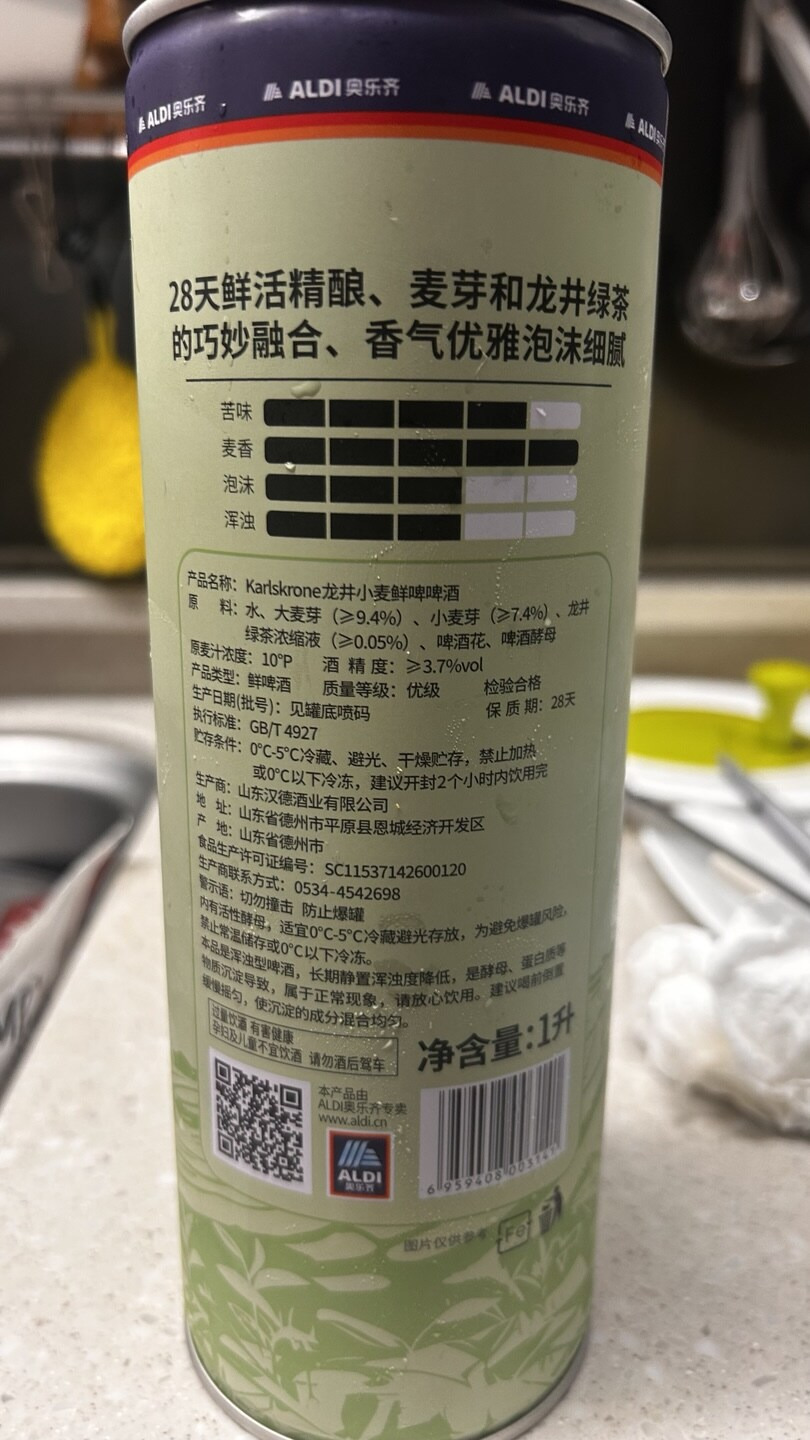 ALDI奥乐齐 ALDI奥乐齐 ALDI奥乐齐 ALDI
28天鲜活精酿、麦芽和龙井绿茶
的巧妙融合、香气优雅泡沫细腻
苦味
麦香
泡沫
浑浊
产品名称：Karlskrone龙井小麦鲜啤啤酒
原 料：水、大麦芽（≥9.4%）、小麦芽（≥7.4%）、龙井
绿茶浓缩液（≥0.05%）、啤酒花、啤酒酵母
原麦汁浓度：10°P 酒 精 度：≥3.7%vol
产品类型：鲜啤酒 质量等级：优级 检验合格
生产日期(批号)：见罐底喷码 保 质 期：28天
执行标准：GB/T 4927
贮存条件：0°C-5°C冷藏、避光、干燥贮存，禁止加热
或0°C以下冷冻，建议开封2个小时内饮用完
生产商：山东汉德酒业有限公司
地 址：山东省德州市平原县恩城经济开发区
产 地：山东省德州市
食品生产许可证编号：SC11537142600120
生产商联系方式：0534-4542698
警示语：切勿撞击 防止爆罐
内有活性酵母，适宜0°C-5°C冷藏避光存放，为避免爆罐风险，
禁止常温储存或0°C以下冷冻。
本品是浑浊型啤酒，长期静置浑浊度降低，是酵母、蛋白质等
物质沉淀导致，属于正常现象，请放心饮用。建议喝前倒置
缓慢摇匀，使沉淀的成分混合均匀。
过量饮酒 有害健康
孕妇及儿童不宜饮酒 请勿酒后驾车
净含量：1升
本产品由
ALDI奥乐齐专卖
www.aldi.cn
ALDI
奥乐齐
6 959408 003141
图片仅供参考
Fe